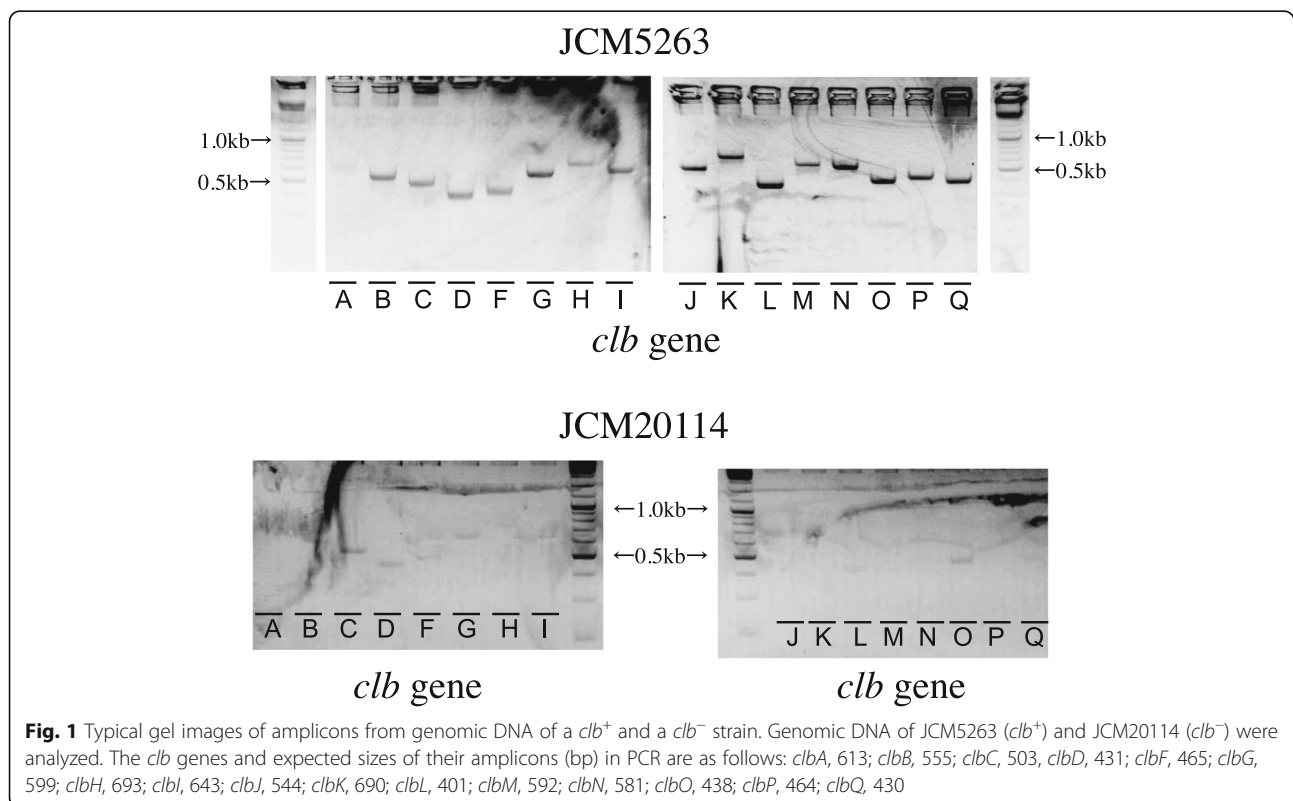 JCM5263
1.0kb→
0.5kb→
←1.0kb
←0.5kb
A B C D F G H I
J K L M N O P Q
clb gene
JCM20114
←1.0kb→
←0.5kb→
A B C D F G H I
J K L M N O P Q
clb gene
clb gene
Fig. 1 Typical gel images of amplicons from genomic DNA of a clb+ and a clb− strain. Genomic DNA of JCM5263 (clb+) and JCM20114 (clb−) were
analyzed. The clb genes and expected sizes of their amplicons (bp) in PCR are as follows: clbA, 613; clbB, 555; clbC, 503, clbD, 431; clbF, 465; clbG,
599; clbH, 693; clbI, 643; clbJ, 544; clbK, 690; clbL, 401; clbM, 592; clbN, 581; clbO, 438; clbP, 464; clbQ, 430